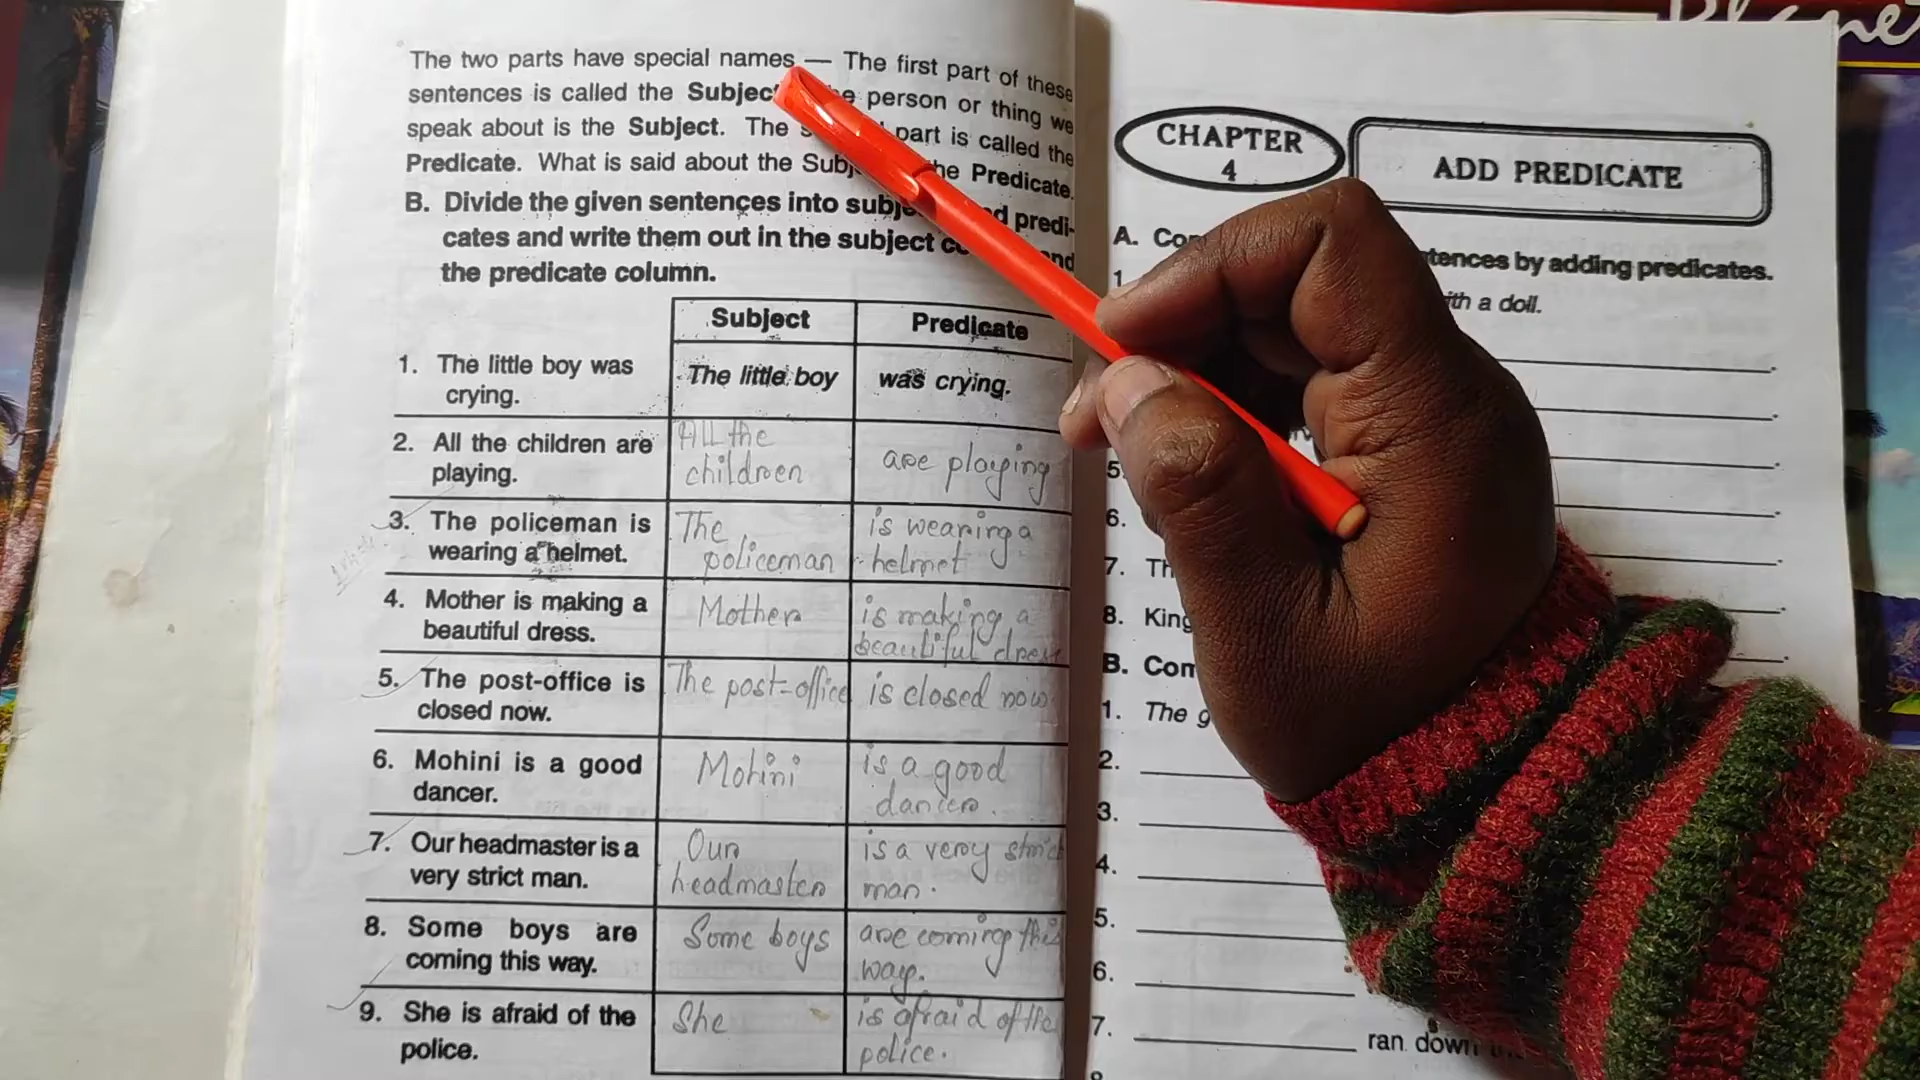 The two parts have special names — The first part of these
sentences is called the Subject person or thing we
speak about is the Subject. The part is called the
Predicate. What is said about the the Predicate.
B. Divide the given sentences into predi-
cates and write them out in the subject
the predicate column.
Subject Predicate
1. The little boy was
crying.
The little boy was crying.
2. All the children are
playing.
All the
children
are playing
3. The policeman is
wearing a helmet.
The
policeman
is wearing a
helmet
4. Mother is making a
beautiful dress.
Mother
is making a
beautiful dress
5. The post-office is
closed now.
The post-office is closed now.
6. Mohini is a good
dancer.
Mohini
is a good
dancer.
7. Our headmaster is a
very strict man.
Our
headmaster
is a very strict
man.
8. Some boys are
coming this way.
Some boys
are coming this
way.
9. She is afraid of the
police.
She
is afraid of the
police.
CHAPTER
4
ADD PREDICATE
A. by adding predicates.
1 with a doll.
5.
6.
7.
8. King
B.
1. The
2.
3.
4.
5.
6.
7. ran down